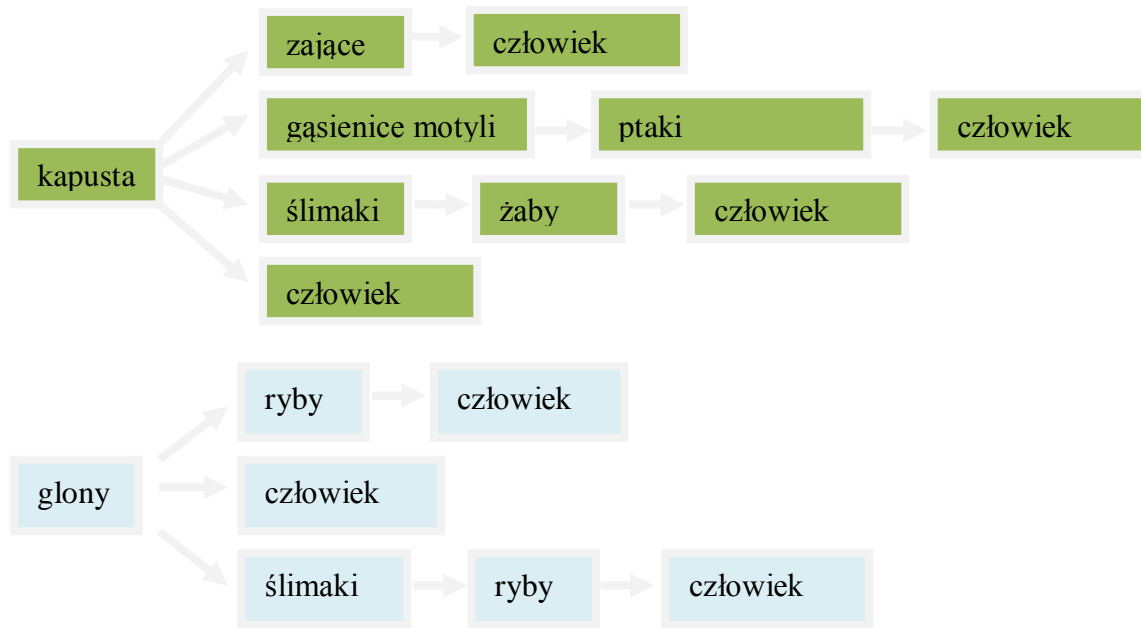 zające człowiek
gąsienice motyli ptaki człowiek
kapusta
ślimaki żaby człowiek
człowiek
ryby człowiek
glony człowiek
ślimaki ryby człowiek